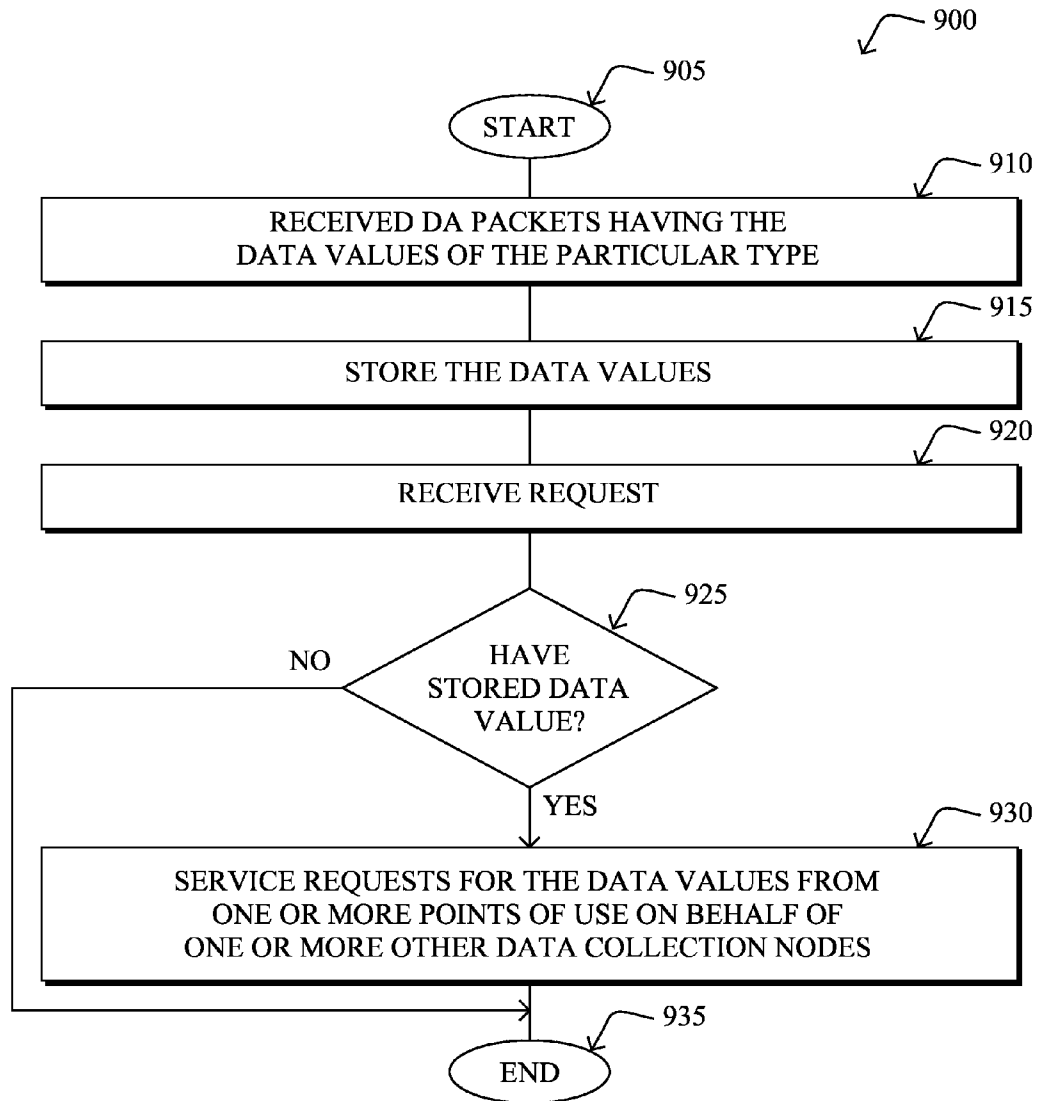 900
905
START
910
RECEIVED DA PACKETS HAVING THE
DATA VALUES OF THE PARTICULAR TYPE
915
STORE THE DATA VALUES
920
RECEIVE REQUEST
925
HAVE
STORED DATA
VALUE?
NO
YES
930
SERVICE REQUESTS FOR THE DATA VALUES FROM
ONE OR MORE POINTS OF USE ON BEHALF OF
ONE OR MORE OTHER DATA COLLECTION NODES
935
END